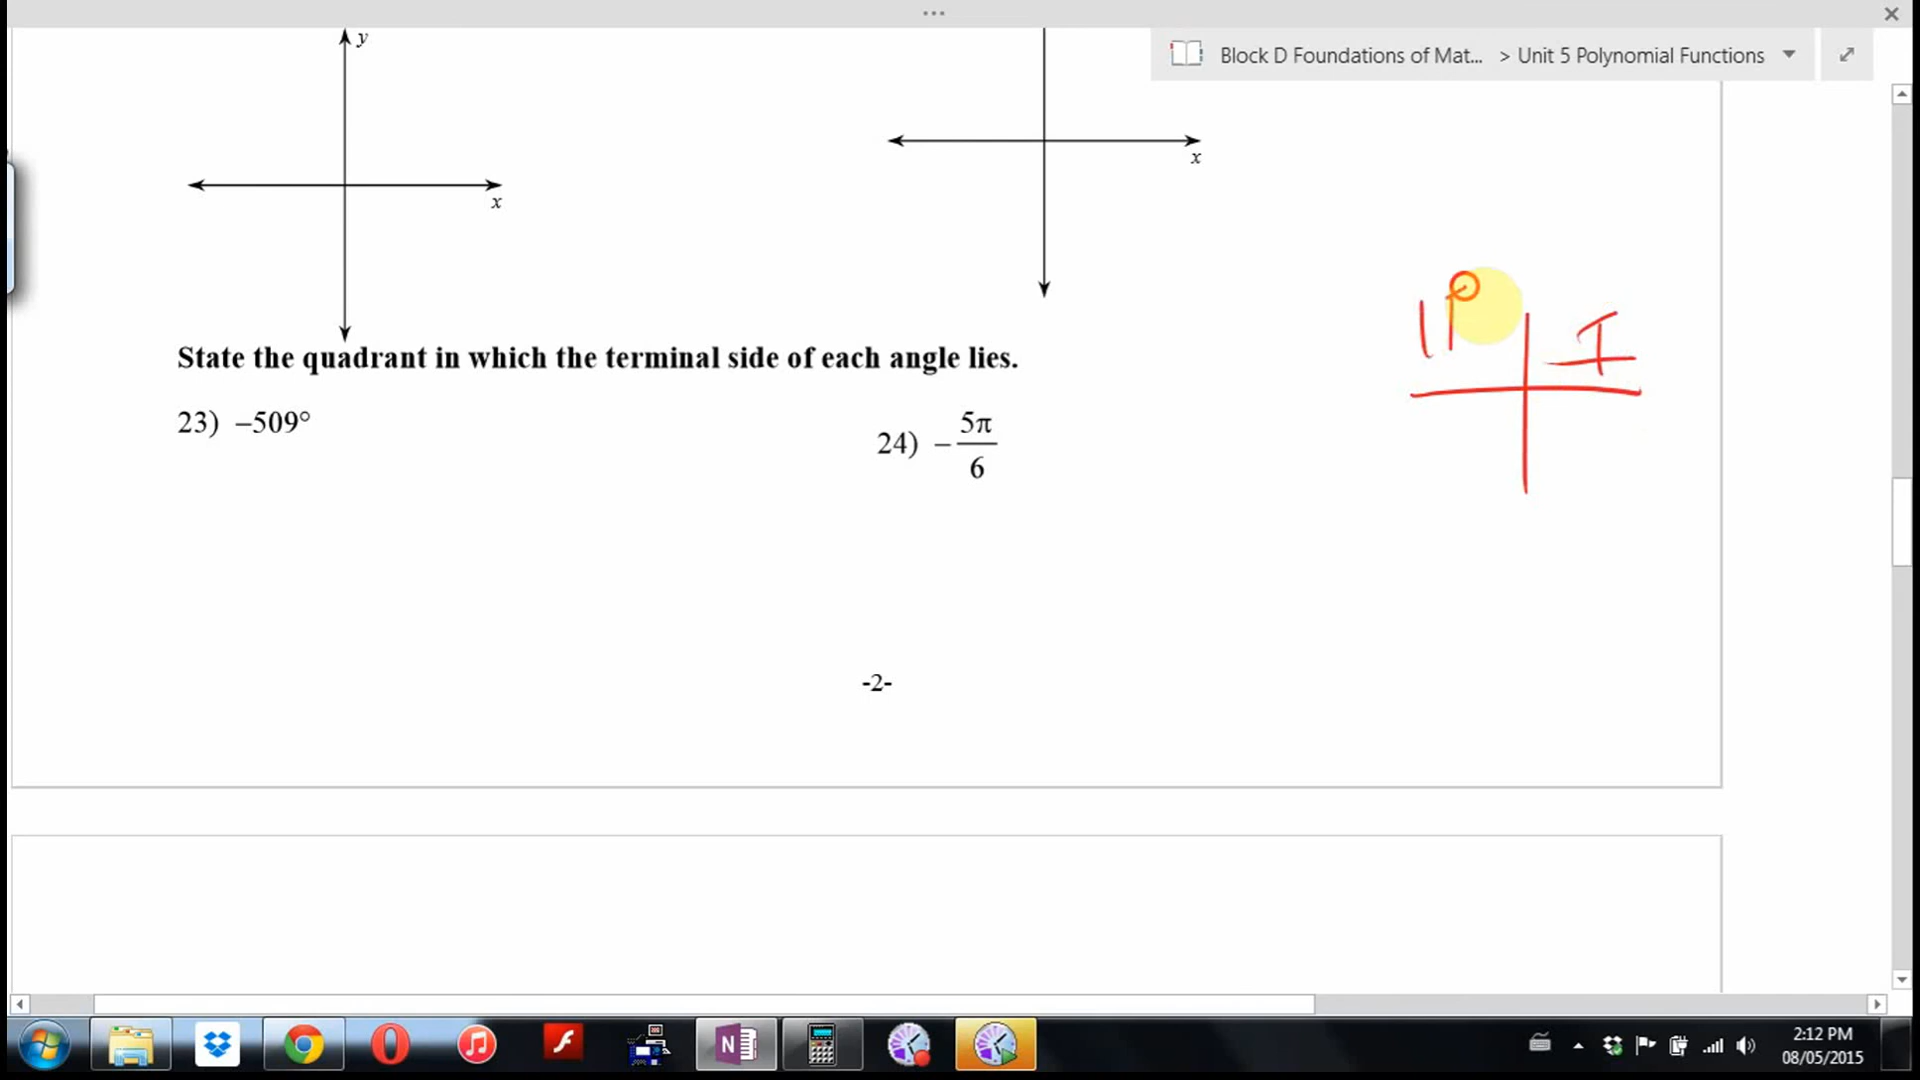 Block D Foundations of Mat... > Unit 5 Polynomial Functions
y
x
x
II
I
State the quadrant in which the terminal side of each angle lies.
23) –509°
24) – 5π
6
-2-
2:12 PM
08/05/2015